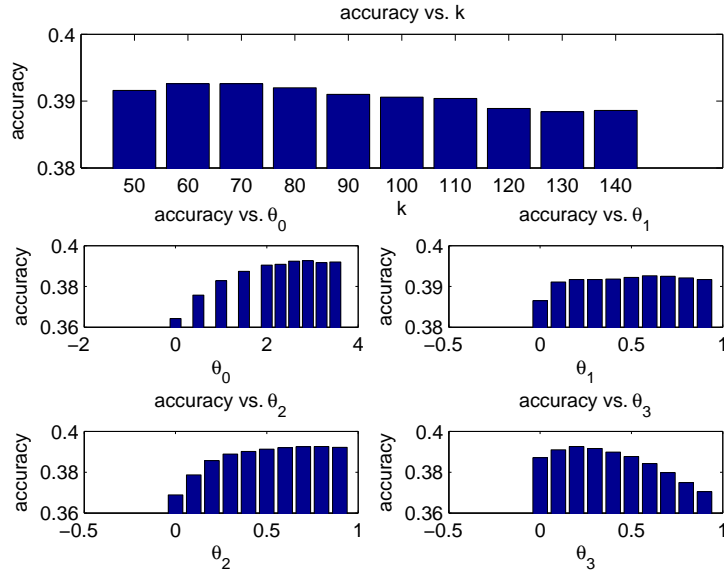 accuracy vs. k
0.4
0.39
0.38
accuracy
50 60 70 80 90 100 110 120 130 140
k
accuracy vs. θ0
0.4
0.38
0.36
accuracy
−2 0 2 4
θ0
accuracy vs. θ1
0.4
0.39
0.38
accuracy
−0.5 0 0.5 1
θ1
accuracy vs. θ2
0.4
0.38
0.36
accuracy
−0.5 0 0.5 1
θ2
accuracy vs. θ3
0.4
0.38
0.36
accuracy
−0.5 0 0.5 1
θ3